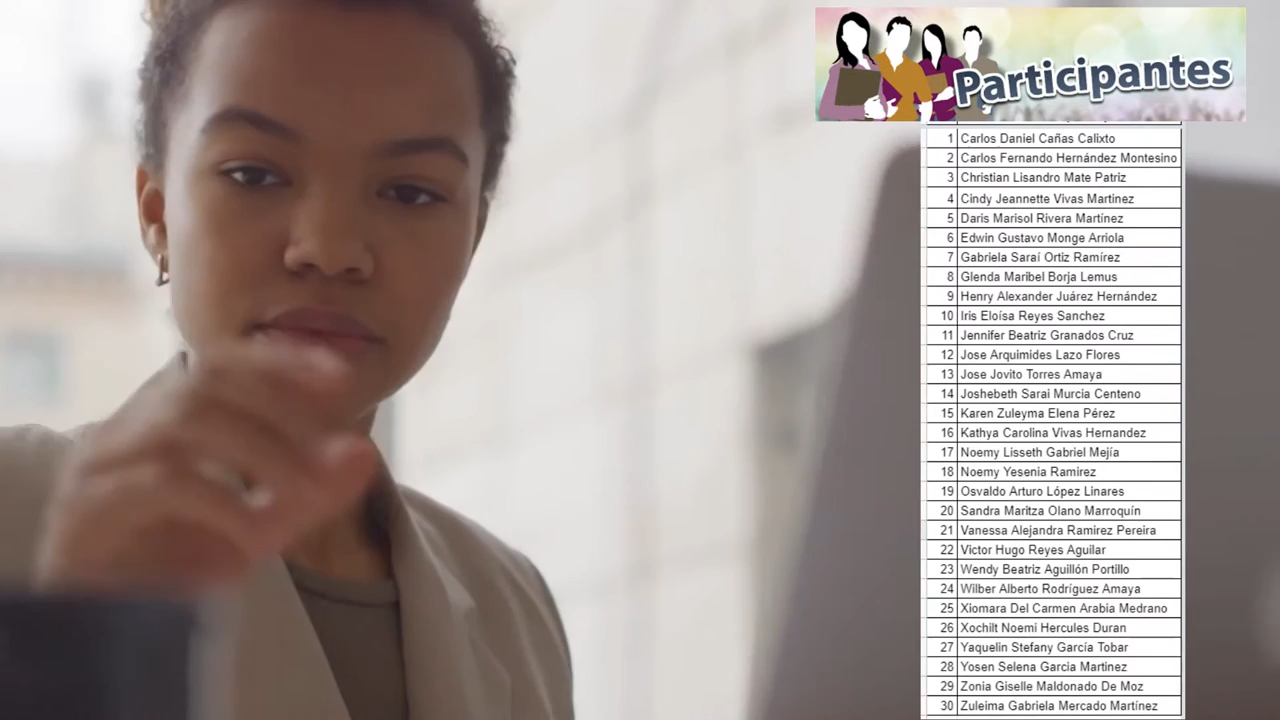 Participantes
1 Carlos Daniel Cañas Calixto
2 Carlos Fernando Hernández Montesino
3 Christian Lisandro Mate Patriz
4 Cindy Jeannette Vivas Martinez
5 Daris Marisol Rivera Martínez
6 Edwin Gustavo Monge Arriola
7 Gabriela Saraí Ortiz Ramírez
8 Glenda Maribel Borja Lemus
9 Henry Alexander Juárez Hernández
10 Iris Eloísa Reyes Sanchez
11 Jennifer Beatriz Granados Cruz
12 Jose Arquimides Lazo Flores
13 Jose Jovito Torres Amaya
14 Joshebeth Sarai Murcia Centeno
15 Karen Zuleyma Elena Pérez
16 Kathya Carolina Vivas Hernandez
17 Noemy Lisseth Gabriel Mejía
18 Noemy Yesenia Ramirez
19 Osvaldo Arturo López Linares
20 Sandra Maritza Olano Marroquín
21 Vanessa Alejandra Ramirez Pereira
22 Victor Hugo Reyes Aguilar
23 Wendy Beatriz Aguillón Portillo
24 Wilber Alberto Rodríguez Amaya
25 Xiomara Del Carmen Arabia Medrano
26 Xochilt Noemi Hercules Duran
27 Yaquelin Stefany García Tobar
28 Yosen Selena Garcia Martinez
29 Zonia Giselle Maldonado De Moz
30 Zuleima Gabriela Mercado Martínez